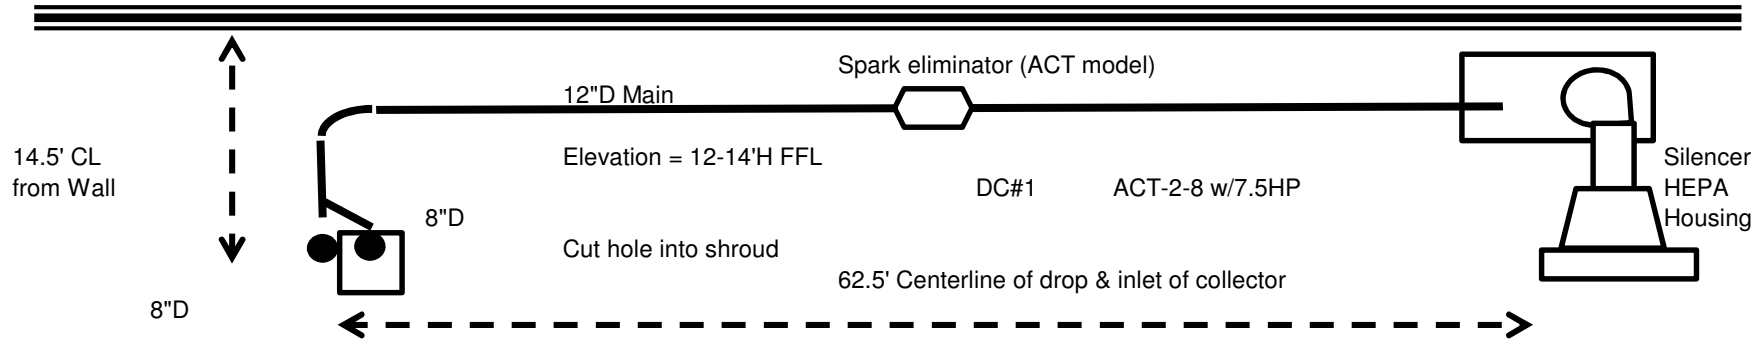 Spark eliminator (ACT model)
12"D Main
14.5' CL
from Wall
Elevation = 12-14'H FFL
Silencer
HEPA
Housing
DC#1 ACT-2-8 w/7.5HP
8"D
Cut hole into shroud
62.5' Centerline of drop & inlet of collector
8"D